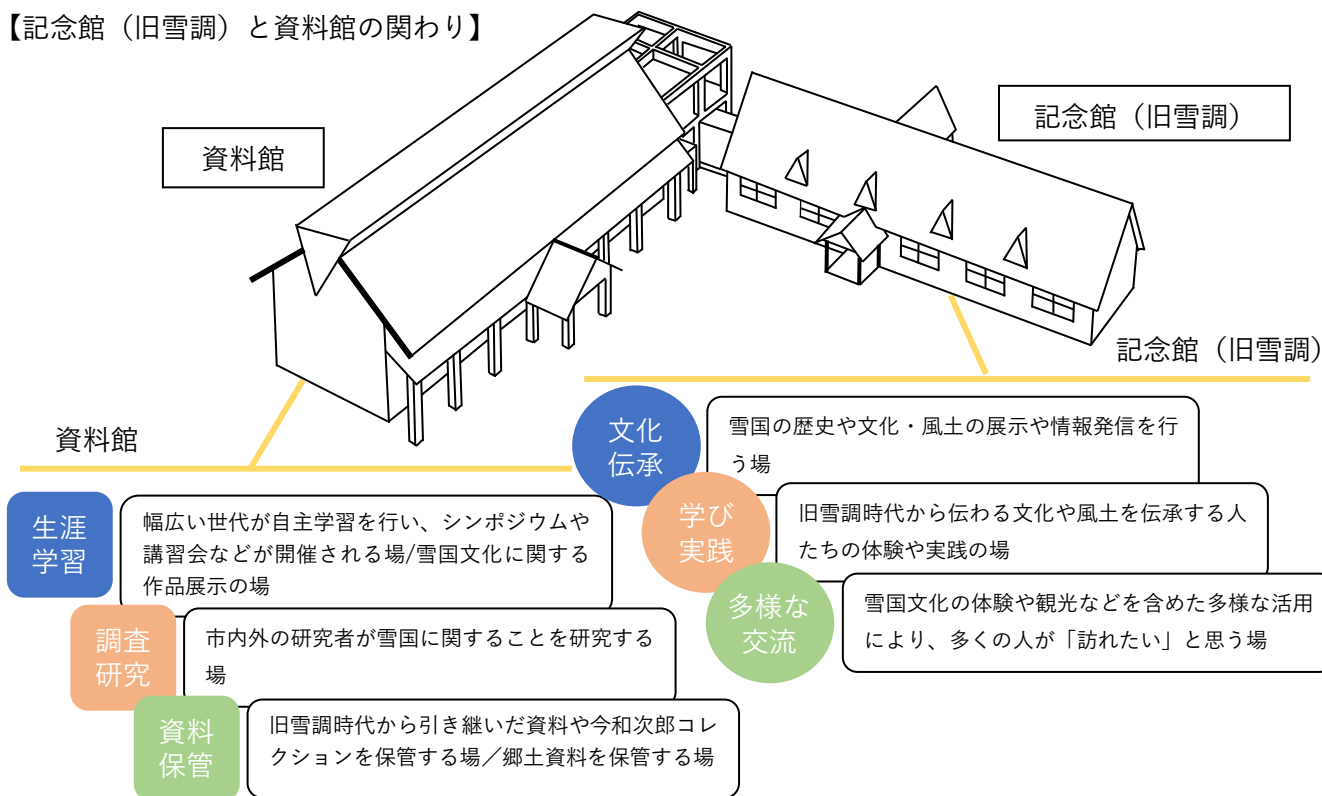 【記念館（旧雪調）と資料館の関わり】
資料館
記念館（旧雪調）
記念館（旧雪調）
文化
伝承
雪国の歴史や文化・風土の展示や情報発信を行
う場
学び
実践
旧雪調時代から伝わる文化や風土を伝承する人
たちの体験や実践の場
多様な
交流
雪国文化の体験や観光などを含めた多様な活用
により、多くの人が「訪れたい」と思う場
資料館
生涯
学習
幅広い世代が自主学習を行い、シンポジウムや
講習会などが開催される場/雪国文化に関する
作品展示の場
調査
研究
市内外の研究者が雪国に関することを研究する
場
資料
保管
旧雪調時代から引き継いだ資料や今和次郎コレ
クションを保管する場／郷土資料を保管する場